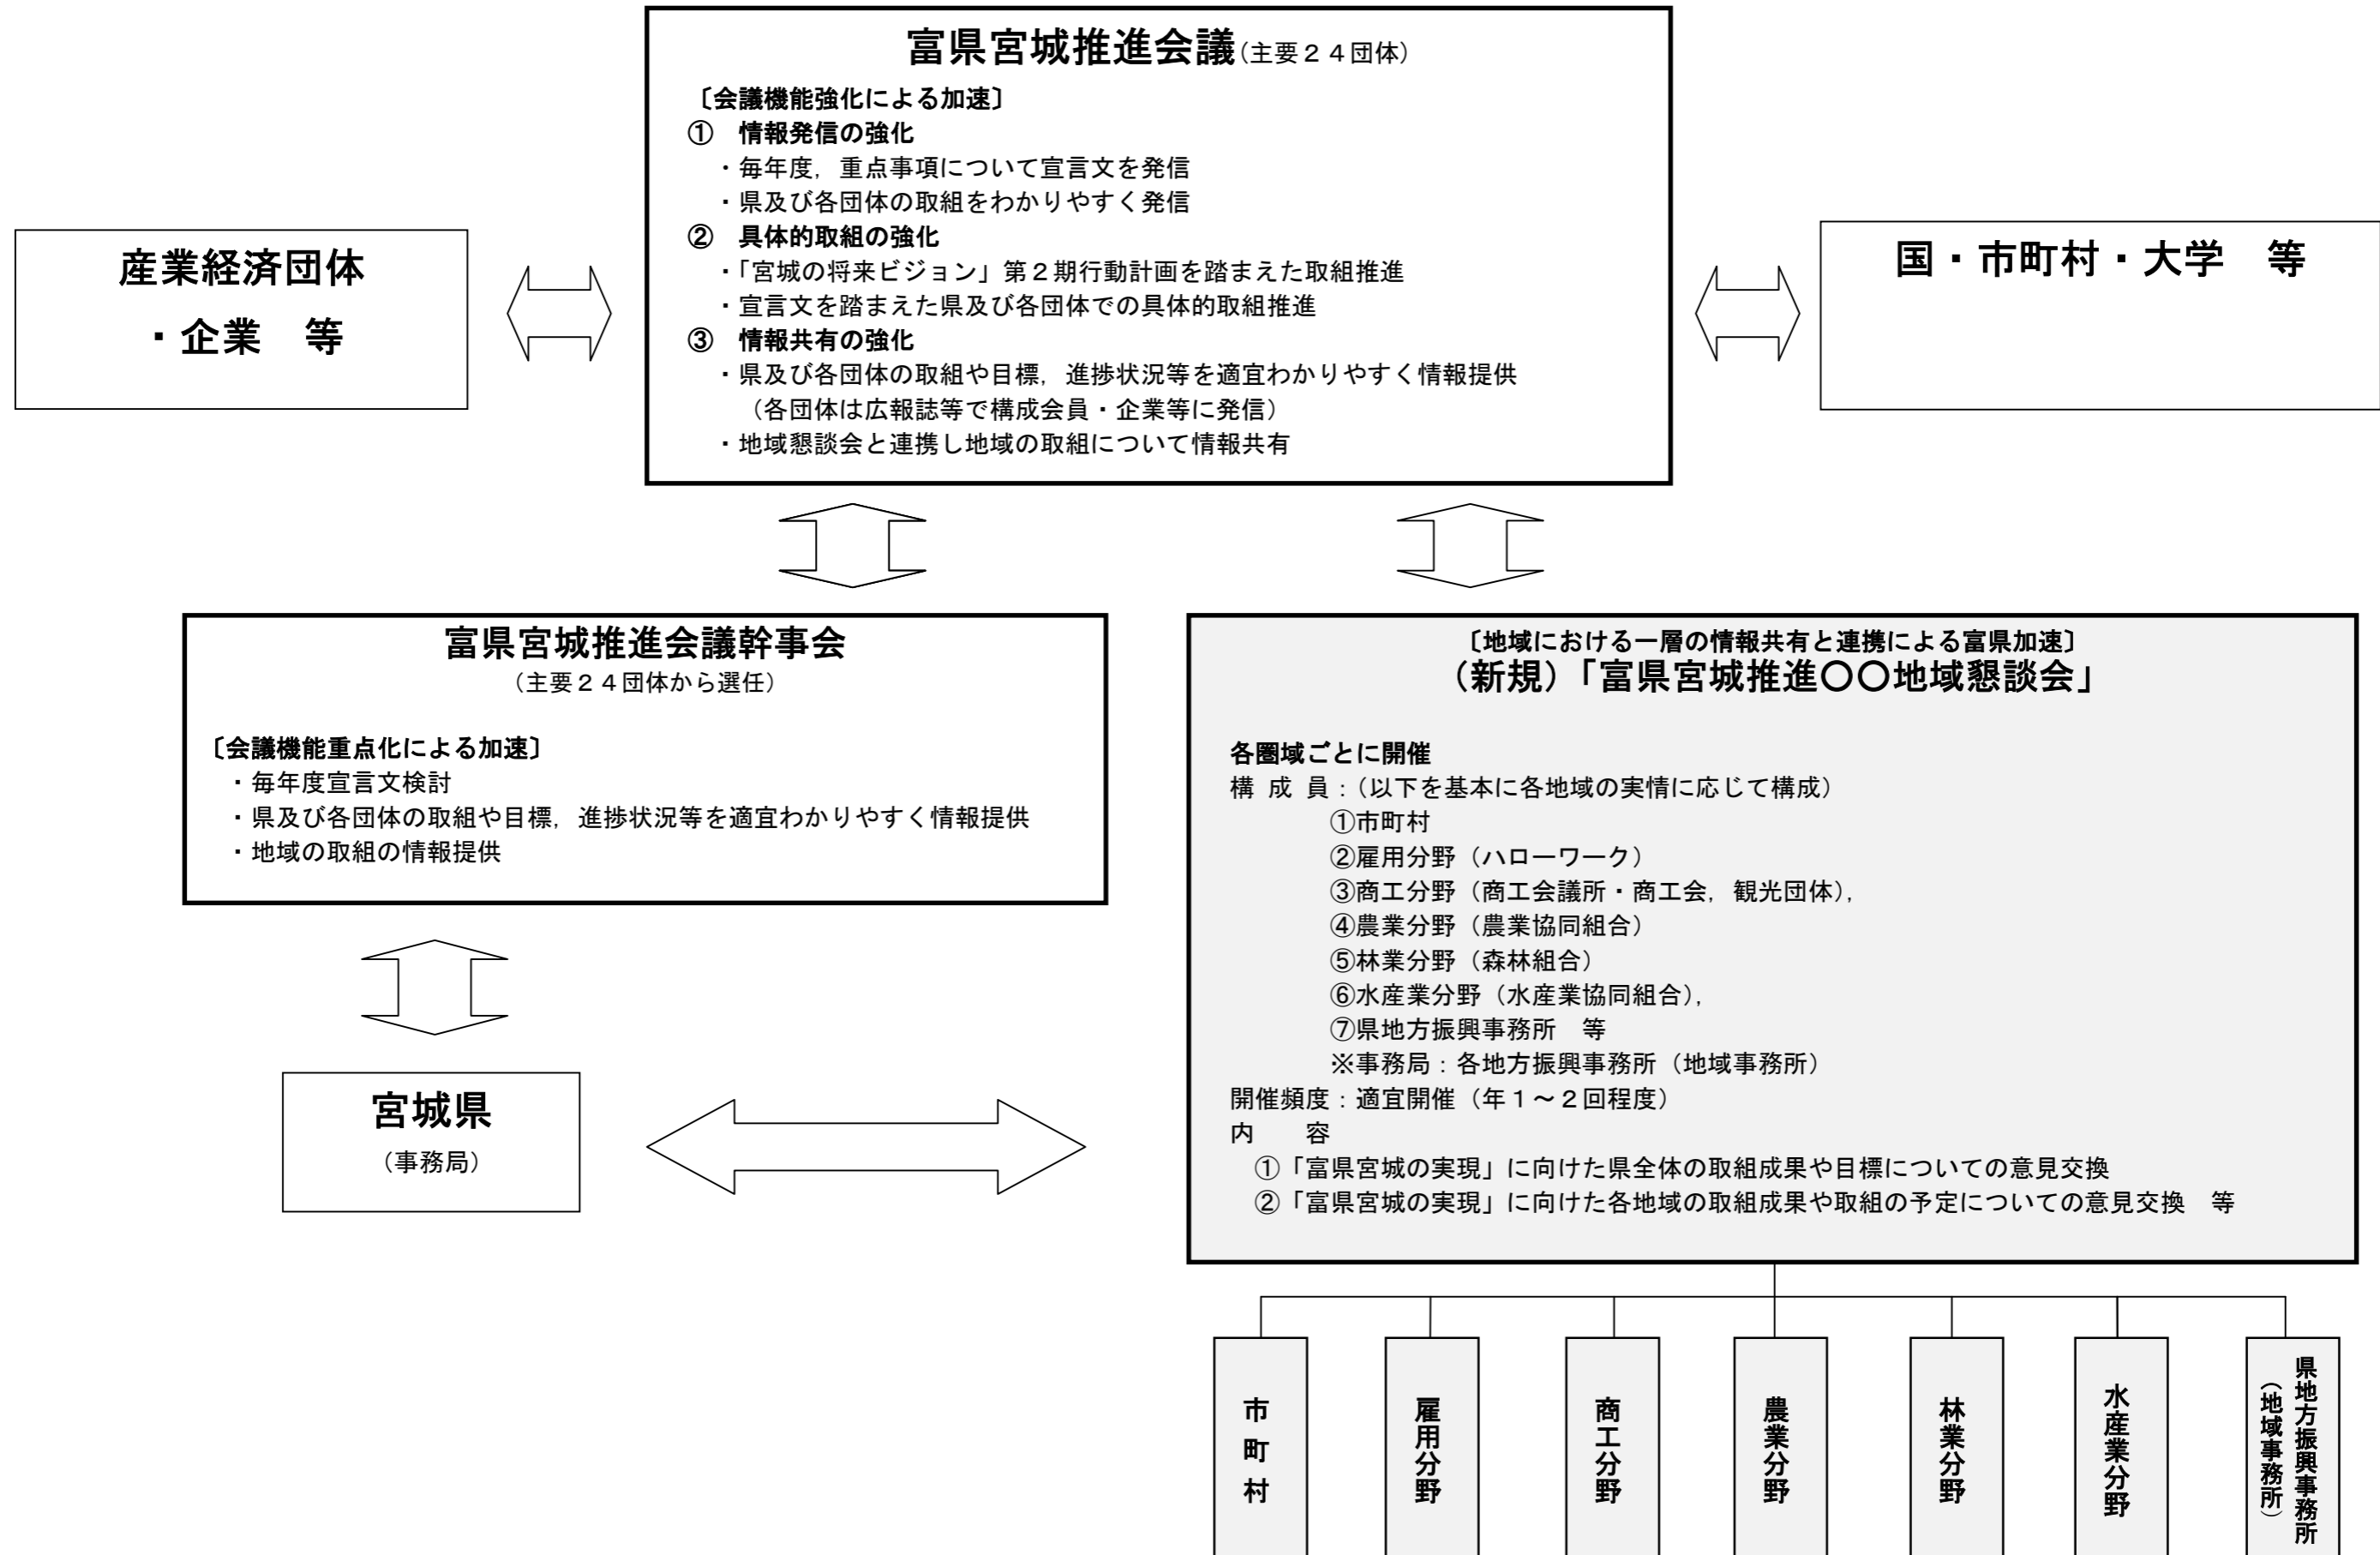 富県宮城推進会議(主要２４団体)
〔会議機能強化による加速〕
①　情報発信の強化
・毎年度，重点事項について宣言文を発信
・県及び各団体の取組をわかりやすく発信
②　具体的取組の強化
・「宮城の将来ビジョン」第２期行動計画を踏まえた取組推進
・宣言文を踏まえた県及び各団体での具体的取組推進
③　情報共有の強化
・県及び各団体の取組や目標，進捗状況等を適宜わかりやすく情報提供
（各団体は広報誌等で構成会員・企業等に発信）
・地域懇談会と連携し地域の取組について情報共有
産業経済団体
・企業　等
国・市町村・大学　等
富県宮城推進会議幹事会
（主要２４団体から選任）
〔会議機能重点化による加速〕
・毎年度宣言文検討
・県及び各団体の取組や目標，進捗状況等を適宜わかりやすく情報提供
・地域の取組の情報提供
宮城県
（事務局）
〔地域における一層の情報共有と連携による富県加速〕
（新規）「富県宮城推進〇〇地域懇談会」
各圏域ごとに開催
構 成 員：（以下を基本に各地域の実情に応じて構成）
①市町村
②雇用分野（ハローワーク）
③商工分野（商工会議所・商工会，観光団体），
④農業分野（農業協同組合）
⑤林業分野（森林組合）
⑥水産業分野（水産業協同組合），
⑦県地方振興事務所　等
※事務局：各地方振興事務所（地域事務所）
開催頻度：適宜開催（年１～２回程度）
内　　容
①「富県宮城の実現」に向けた県全体の取組成果や目標についての意見交換
②「富県宮城の実現」に向けた各地域の取組成果や取組の予定についての意見交換　等
市町村
雇用分野
商工分野
農業分野
林業分野
水産業分野
県地方振興事務所
（地域事務所）